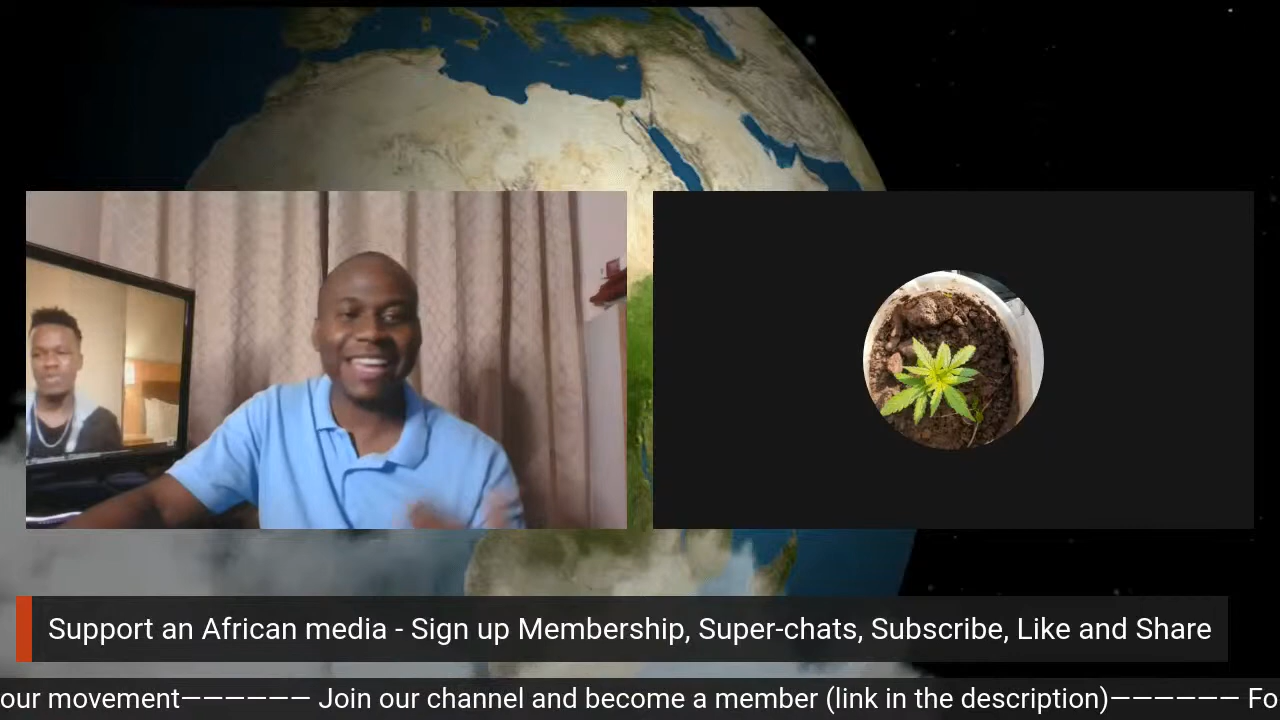 Support an African media - Sign up Membership, Super-chats, Subscribe, Like and Share
our movement—————— Join our channel and become a member (link in the description)—————— Fo